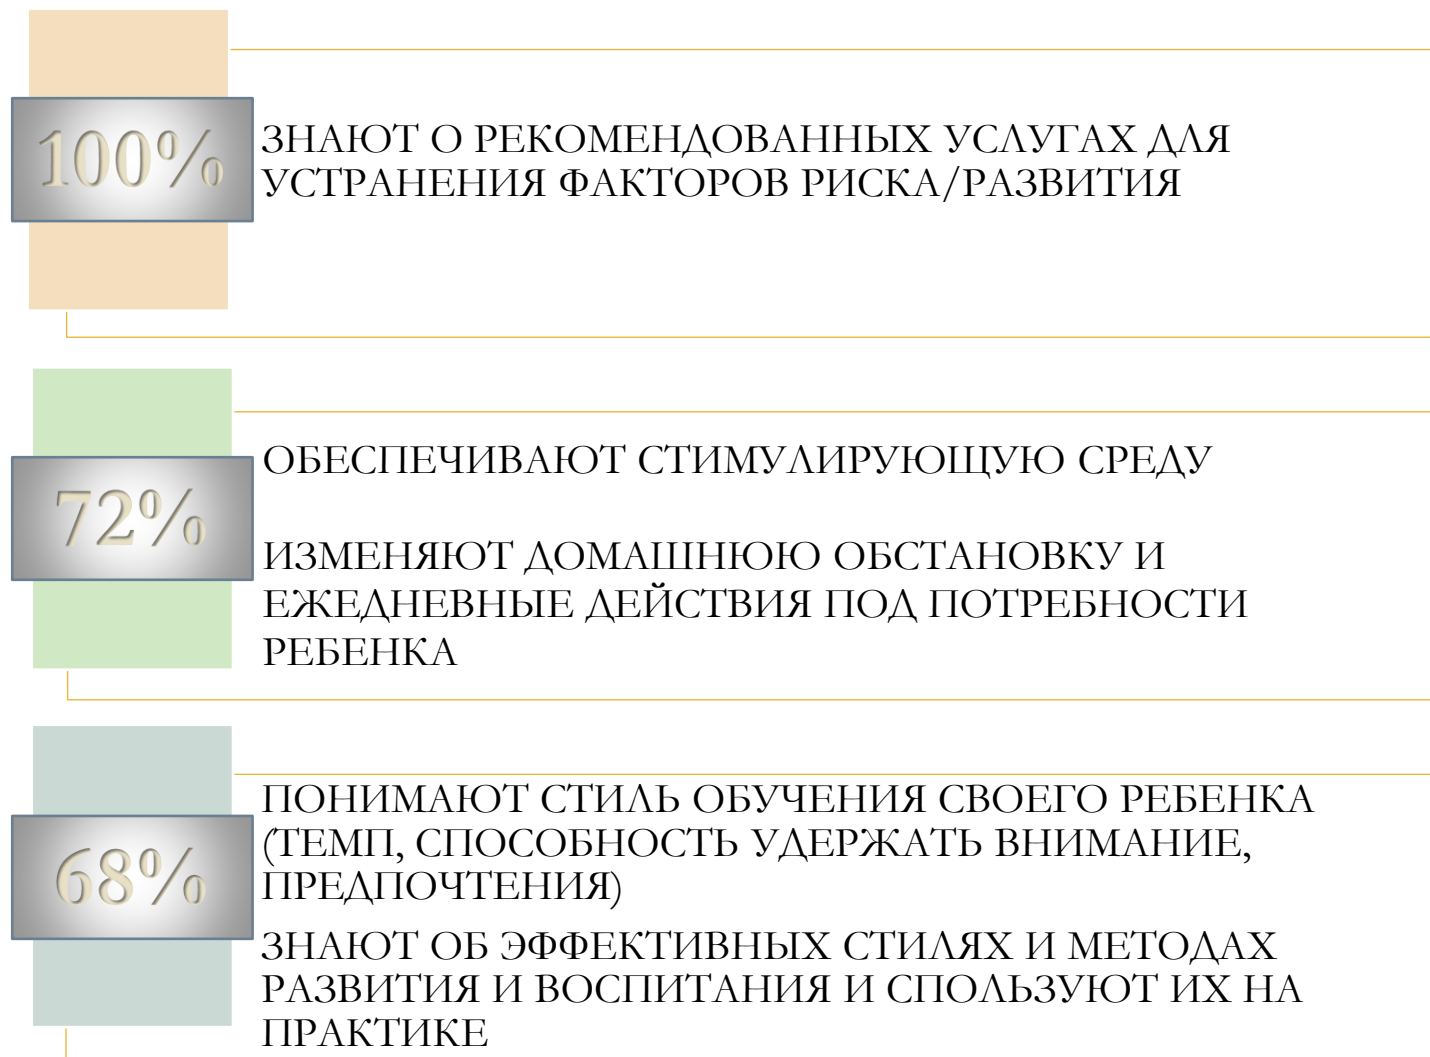 100%
ЗНАЮТ О РЕКОМЕНДОВАННЫХ УСЛУГАХ ДЛЯ
УСТРАНЕНИЯ ФАКТОРОВ РИСКА/РАЗВИТИЯ
72%
ОБЕСПЕЧИВАЮТ СТИМУЛИРУЮЩУЮ СРЕДУ
ИЗМЕНЯЮТ ДОМАШНЮЮ ОБСТАНОВКУ И
ЕЖЕДНЕВНЫЕ ДЕЙСТВИЯ ПОД ПОТРЕБНОСТИ
РЕБЕНКА
68%
ПОНИМАЮТ СТИЛЬ ОБУЧЕНИЯ СВОЕГО РЕБЕНКА
(ТЕМП, СПОСОБНОСТЬ УДЕРЖАТЬ ВНИМАНИЕ,
ПРЕДПОЧТЕНИЯ)
ЗНАЮТ ОБ ЭФФЕКТИВНЫХ СТИЛЯХ И МЕТОДАХ
РАЗВИТИЯ И ВОСПИТАНИЯ И СПОЛЬЗУЮТ ИХ НА
ПРАКТИКЕ